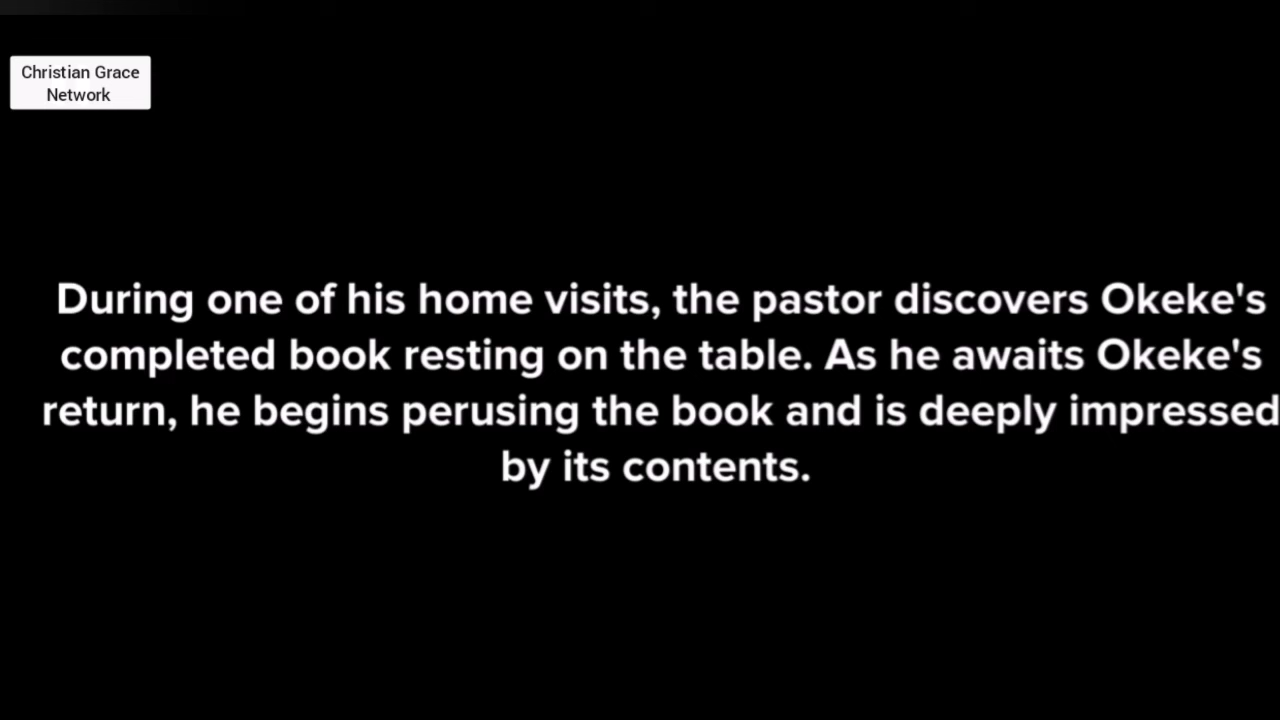 Christian Grace
Network
During one of his home visits, the pastor discovers Okeke's
completed book resting on the table. As he awaits Okeke's
return, he begins perusing the book and is deeply impressed
by its contents.